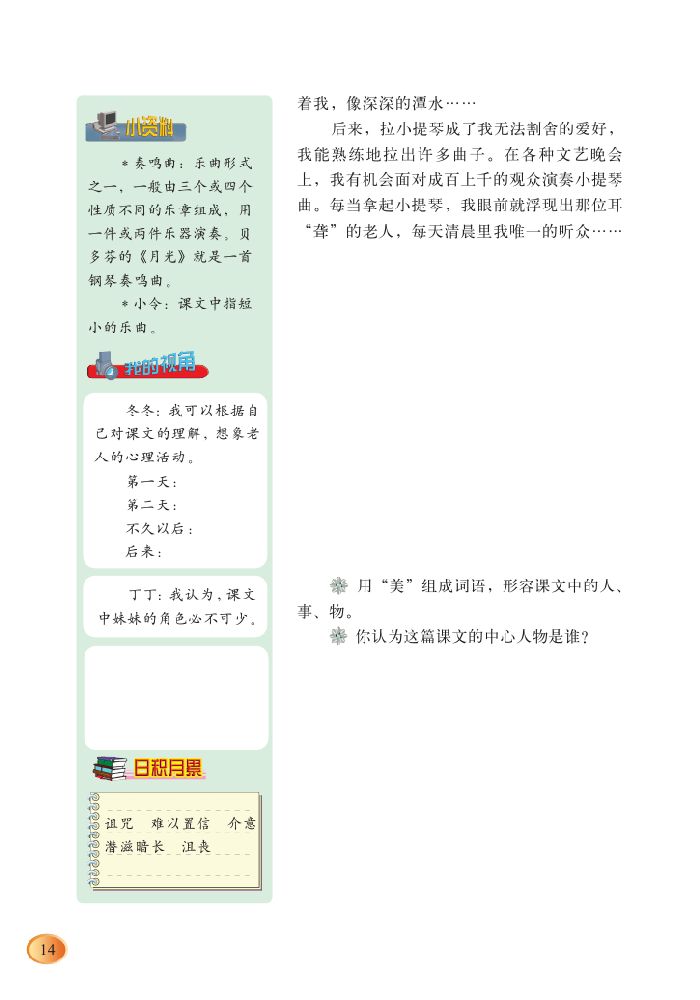 小资料
＊奏鸣曲：乐曲形式
之一，一般由三个或四个
性质不同的乐章组成，用
一件或两件乐器演奏。贝
多芬的《月光》就是一首
钢琴奏鸣曲。
＊小令：课文中指短
小的乐曲。
我的视角
冬冬：我可以根据自
己对课文的理解，想象老
人的心理活动。
第一天：
第二天：
不久以后：
后来：
丁丁：我认为，课文
中妹妹的角色必不可少。
日积月累
诅咒 难以置信 介意
潜滋暗长 沮丧
着我，像深深的潭水……
后来，拉小提琴成了我无法割舍的爱好，
我能熟练地拉出许多曲子。在各种文艺晚会
上，我有机会面对成百上千的观众演奏小提琴
曲。每当拿起小提琴，我眼前就浮现出那位耳
“聋”的老人，每天清晨里我唯一的听众……
用“美”组成词语，形容课文中的人、
事、物。
你认为这篇课文的中心人物是谁？
14